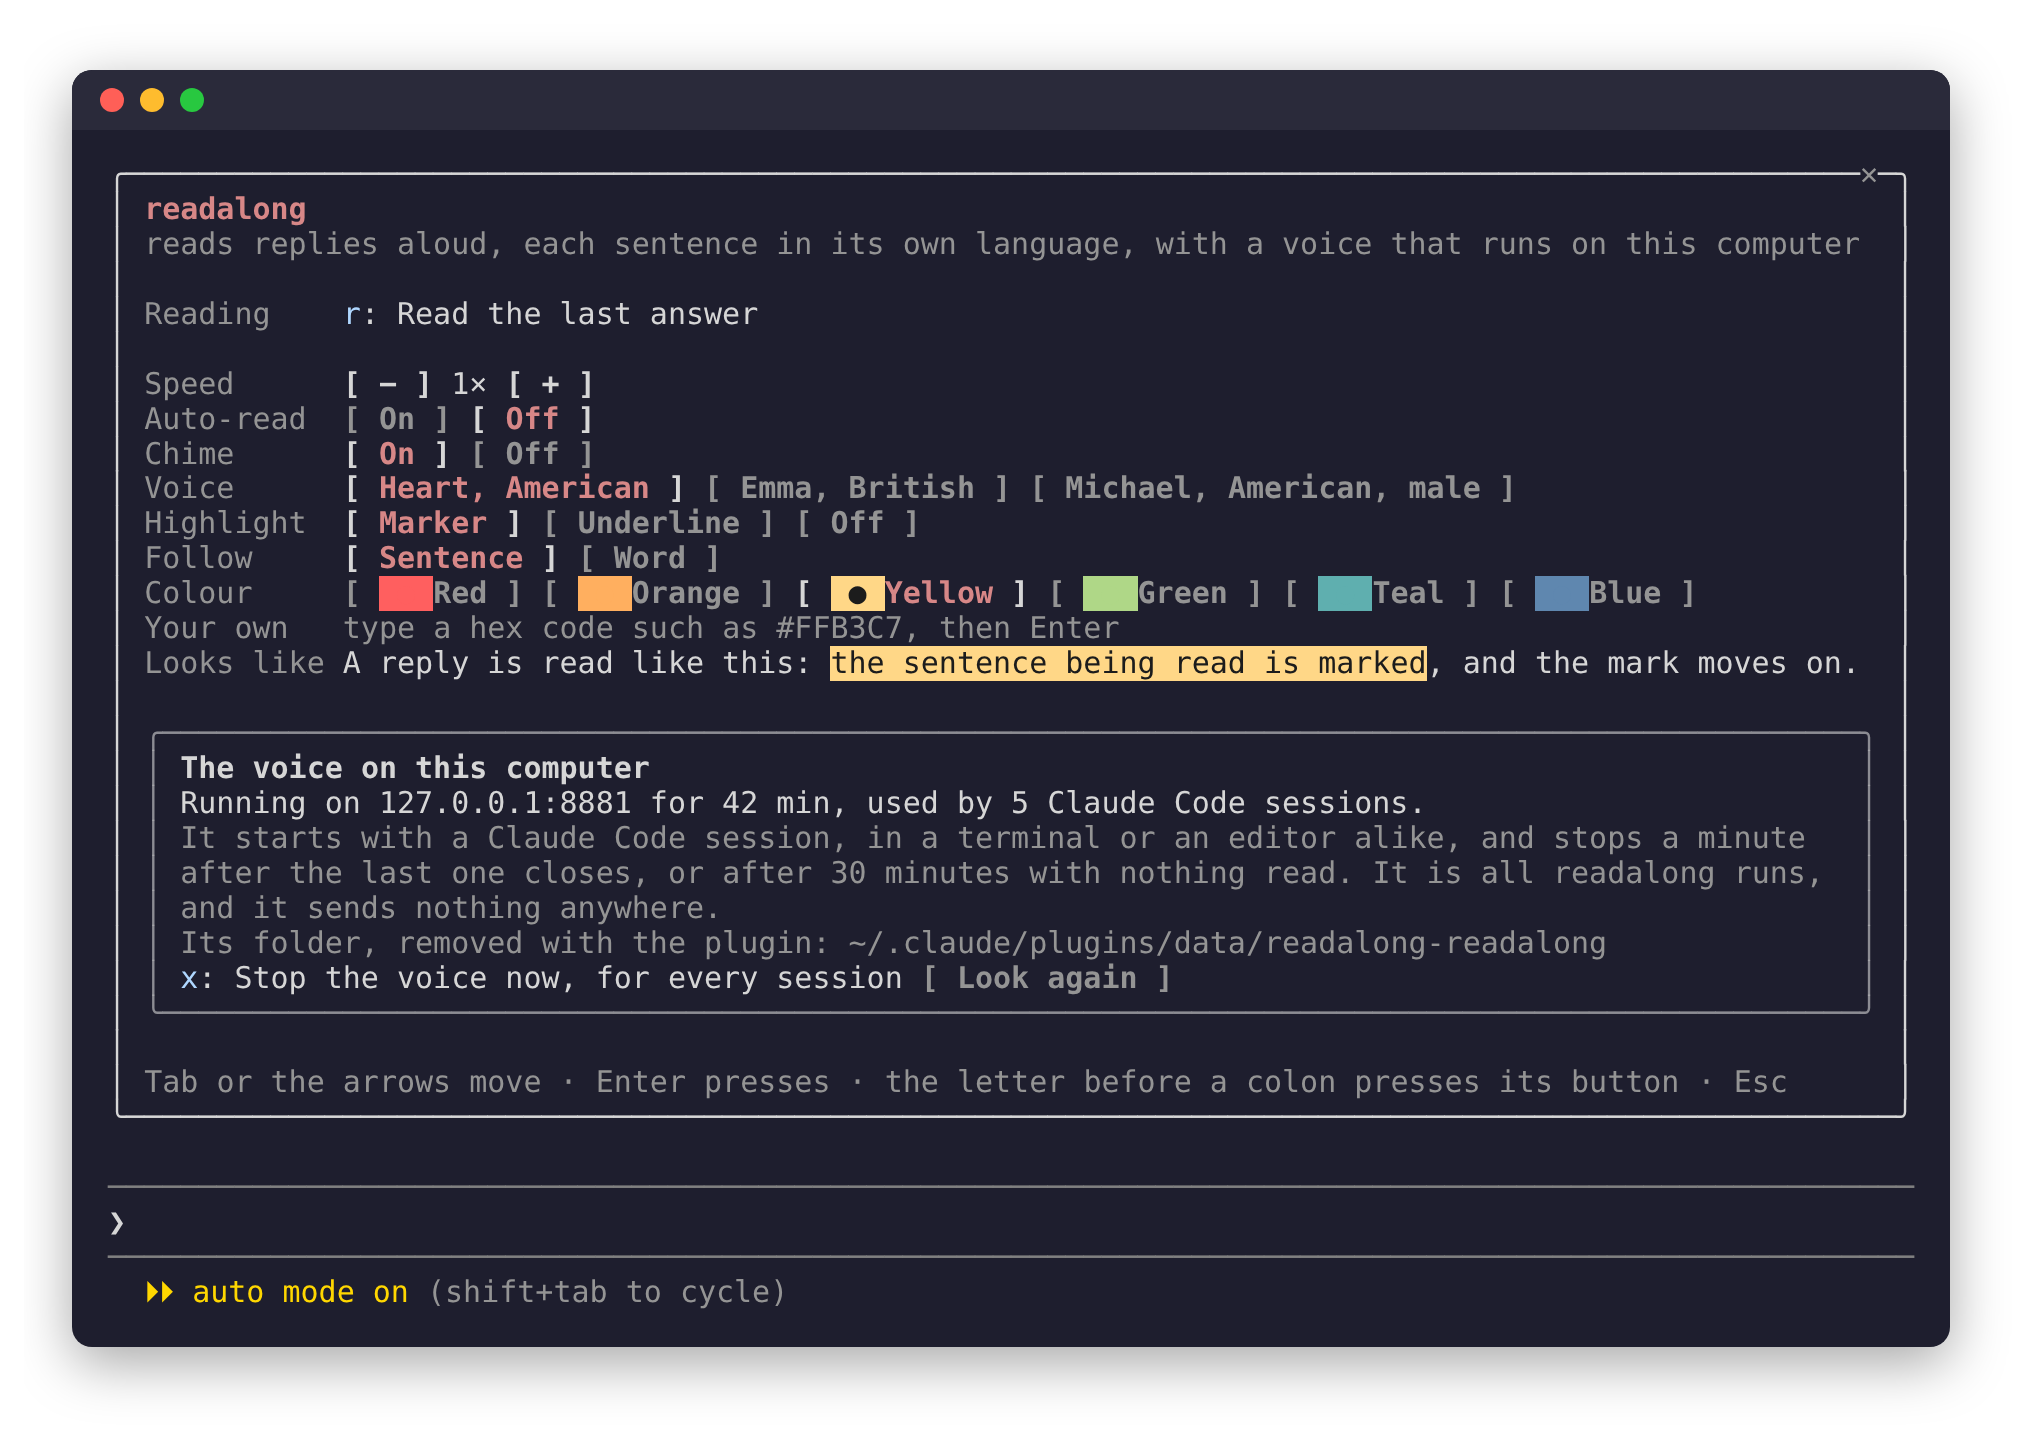 ×
readalong
reads replies aloud, each sentence in its own language, with a voice that runs on this computer
Reading r: Read the last answer
Speed [ − ] 1× [ + ]
Auto-read [ On ] [ Off ]
Chime [ On ] [ Off ]
Voice [ Heart, American ] [ Emma, British ] [ Michael, American, male ]
Highlight [ Marker ] [ Underline ] [ Off ]
Follow [ Sentence ] [ Word ]
Colour [ Red ] [ Orange ] [ ● Yellow ] [ Green ] [ Teal ] [ Blue ]
Your own type a hex code such as #FFB3C7, then Enter
Looks like A reply is read like this: the sentence being read is marked, and the mark moves on.
The voice on this computer
Running on 127.0.0.1:8881 for 42 min, used by 5 Claude Code sessions.
It starts with a Claude Code session, in a terminal or an editor alike, and stops a minute
after the last one closes, or after 30 minutes with nothing read. It is all readalong runs,
and it sends nothing anywhere.
Its folder, removed with the plugin: ~/.claude/plugins/data/readalong-readalong
x: Stop the voice now, for every session [ Look again ]
Tab or the arrows move · Enter presses · the letter before a colon presses its button · Esc
❯
⏵⏵ auto mode on (shift+tab to cycle)